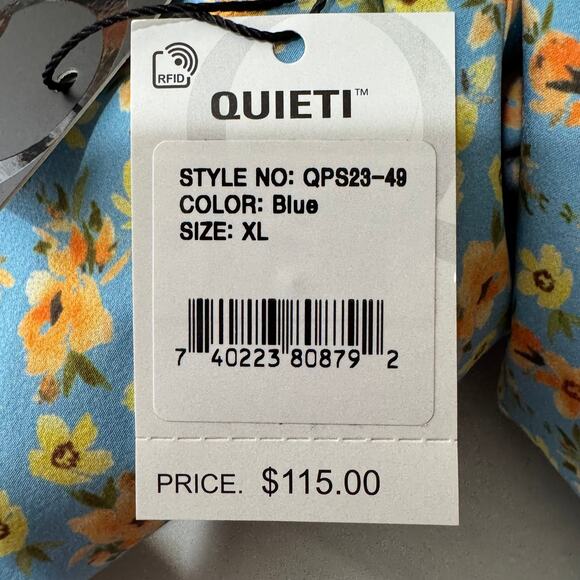 RFID
QUIETI™
STYLE NO: QPS23-49
COLOR: Blue
SIZE: XL
7 40223 80879 2
PRICE. $115.00